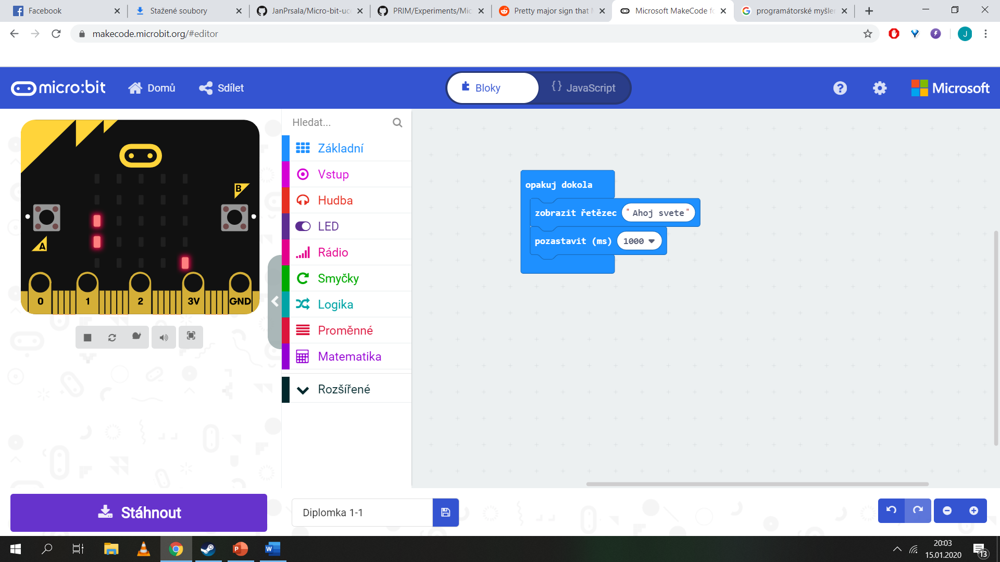 Facebook
Stažené soubory
JanPrsala/Micro-bit-uce
PRIM/Experiments/Mic
Pretty major sign that M
Microsoft MakeCode fo
programátorské myšlen
makecode.microbit.org/#editor
J
micro:bit
Domů
Sdílet
Bloky
{} JavaScript
Microsoft
B
A
0 1 2 3V GND
Hledat...
Základní
Vstup
Hudba
LED
Rádio
Smyčky
Logika
Proměnné
Matematika
Rozšířené
opakuj dokola
zobrazit řetězec "Ahoj svete"
pozastavit (ms) 1000
Stáhnout
Diplomka 1-1
20:03
15.01.2020
13